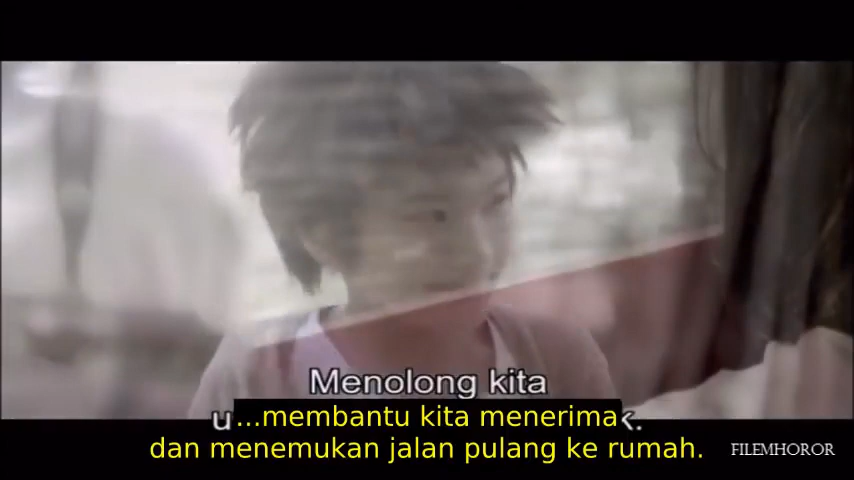 Menolong kita
...membantu kita menerima
dan menemukan jalan pulang ke rumah.
FILEMHOROR